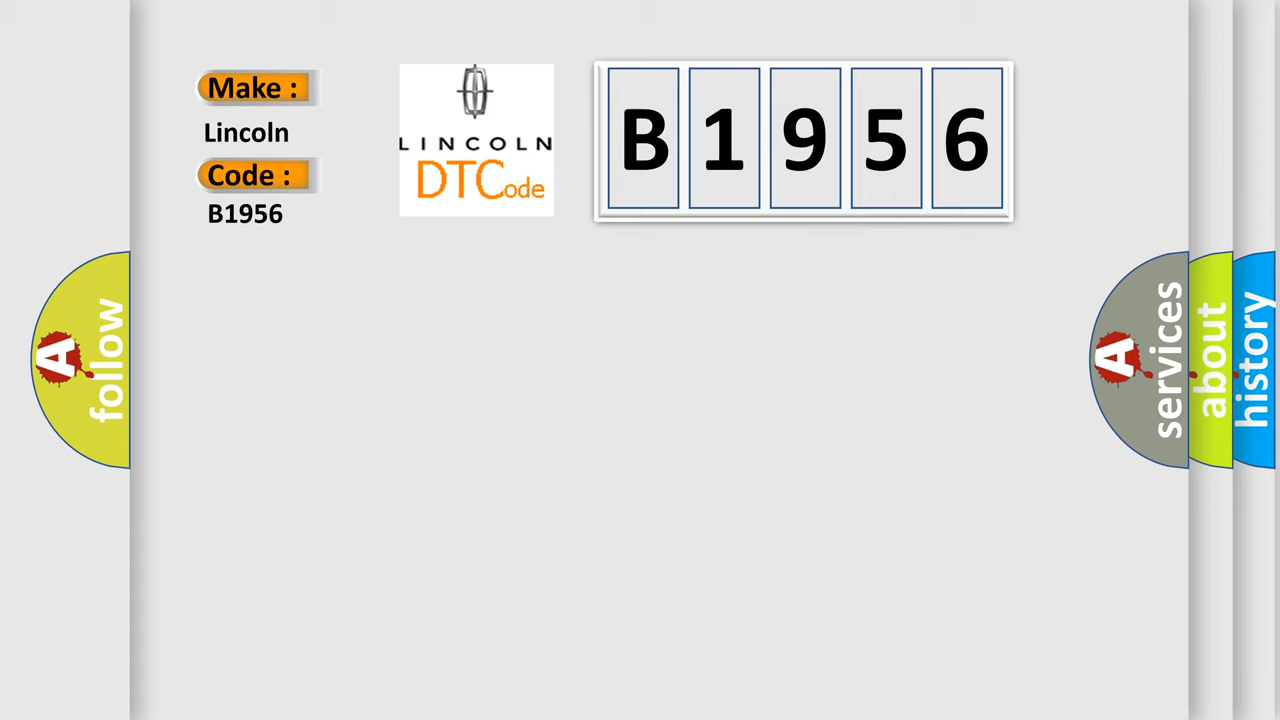 Make :
Lincoln
Code :
B1956
LINCOLN
DTCode
B 1 9 5 6
A follow
A services
about
history